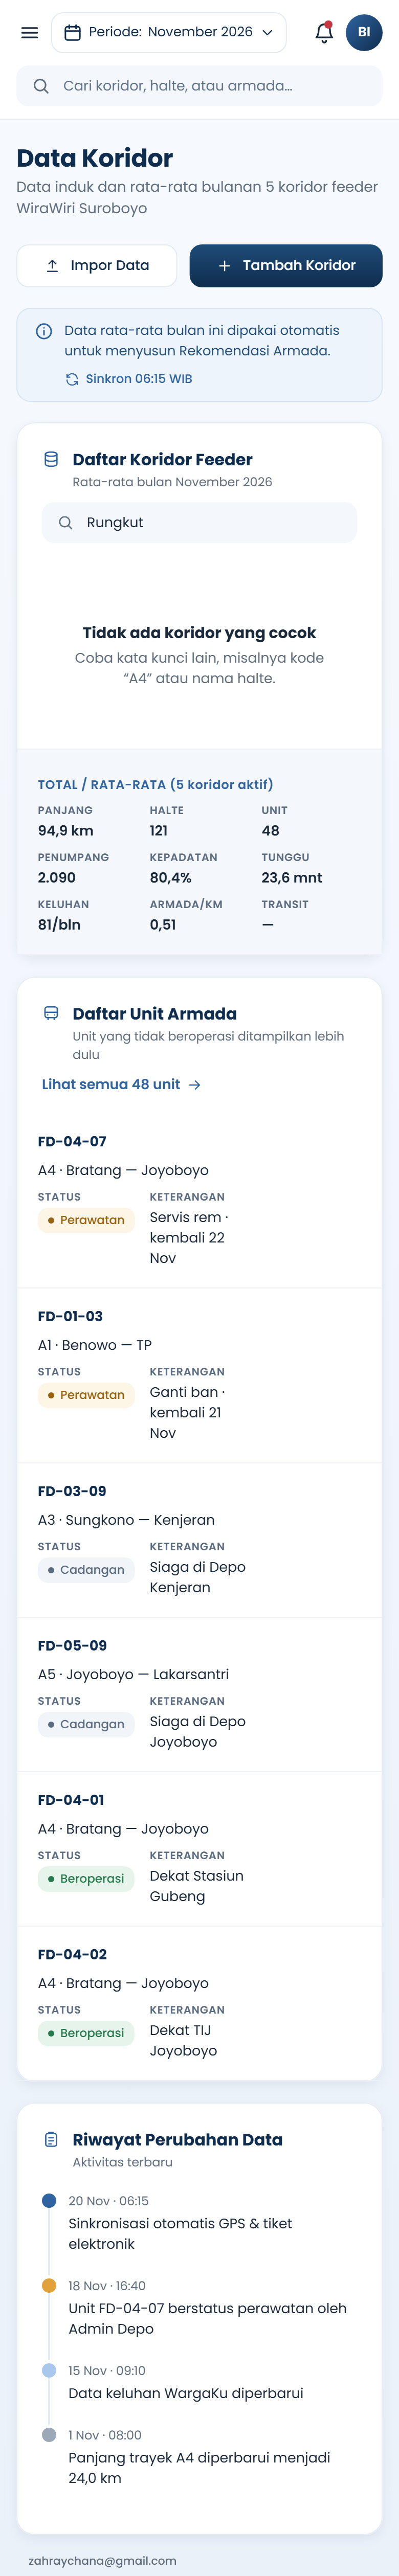 Periode: November 2026
BI
Cari koridor, halte, atau armada...
Data Koridor
Data induk dan rata-rata bulanan 5 koridor feeder
WiraWiri Suroboyo
Impor Data
Tambah Koridor
Data rata-rata bulan ini dipakai otomatis
untuk menyusun Rekomendasi Armada.
Sinkron 06:15 WIB
Daftar Koridor Feeder
Rata-rata bulan November 2026
Rungkut
Tidak ada koridor yang cocok
Coba kata kunci lain, misalnya kode
“A4” atau nama halte.
TOTAL / RATA-RATA (5 koridor aktif)
PANJANG HALTE UNIT
94,9 km 121 48
PENUMPANG KEPADATAN TUNGGU
2.090 80,4% 23,6 mnt
KELUHAN ARMADA/KM TRANSIT
81/bln 0,51 —
Daftar Unit Armada
Unit yang tidak beroperasi ditampilkan lebih
dulu
Lihat semua 48 unit →
FD-04-07
A4 · Bratang — Joyoboyo
STATUS KETERANGAN
Perawatan Servis rem ·
kembali 22
Nov
FD-01-03
A1 · Benowo — TP
STATUS KETERANGAN
Perawatan Ganti ban ·
kembali 21
Nov
FD-03-09
A3 · Sungkono — Kenjeran
STATUS KETERANGAN
Cadangan Siaga di Depo
Kenjeran
FD-05-09
A5 · Joyoboyo — Lakarsantri
STATUS KETERANGAN
Cadangan Siaga di Depo
Joyoboyo
FD-04-01
A4 · Bratang — Joyoboyo
STATUS KETERANGAN
Beroperasi Dekat Stasiun
Gubeng
FD-04-02
A4 · Bratang — Joyoboyo
STATUS KETERANGAN
Beroperasi Dekat TIJ
Joyoboyo
Riwayat Perubahan Data
Aktivitas terbaru
20 Nov · 06:15
Sinkronisasi otomatis GPS & tiket
elektronik
18 Nov · 16:40
Unit FD-04-07 berstatus perawatan oleh
Admin Depo
15 Nov · 09:10
Data keluhan WargaKu diperbarui
1 Nov · 08:00
Panjang trayek A4 diperbarui menjadi
24,0 km
zahraychana@gmail.com